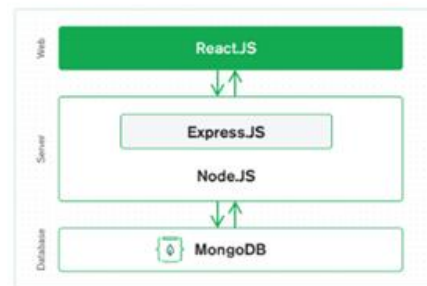 Web
React.JS
Server
Express.JS
Node.JS
Database
MongoDB